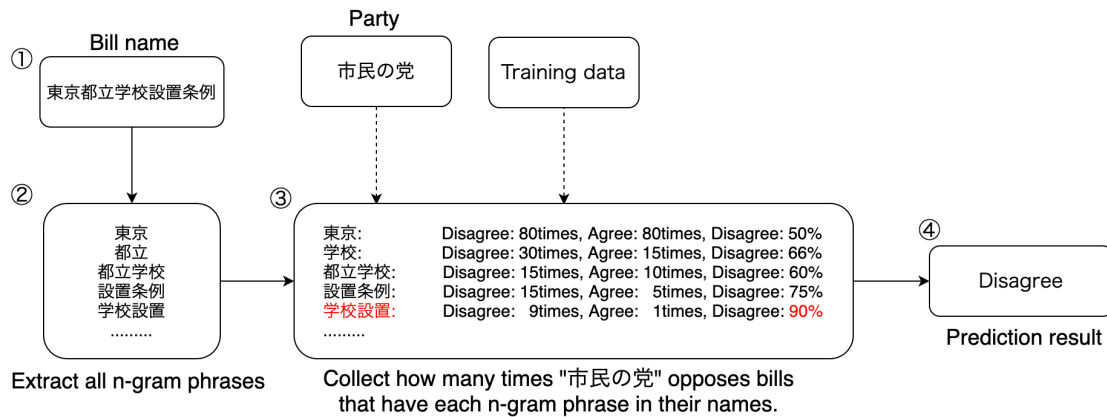 ① Bill name
東京都立学校設置条例
Party
市民の党
Training data
②
東京
都立
都立学校
設置条例
学校設置
.........
Extract all n-gram phrases
③
東京: Disagree: 80times, Agree: 80times, Disagree: 50%
学校: Disagree: 30times, Agree: 15times, Disagree: 66%
都立学校: Disagree: 15times, Agree: 10times, Disagree: 60%
設置条例: Disagree: 15times, Agree: 5times, Disagree: 75%
学校設置: Disagree: 9times, Agree: 1times, Disagree: 90%
.........
Collect how many times "市民の党" opposes bills
that have each n-gram phrase in their names.
④
Disagree
Prediction result